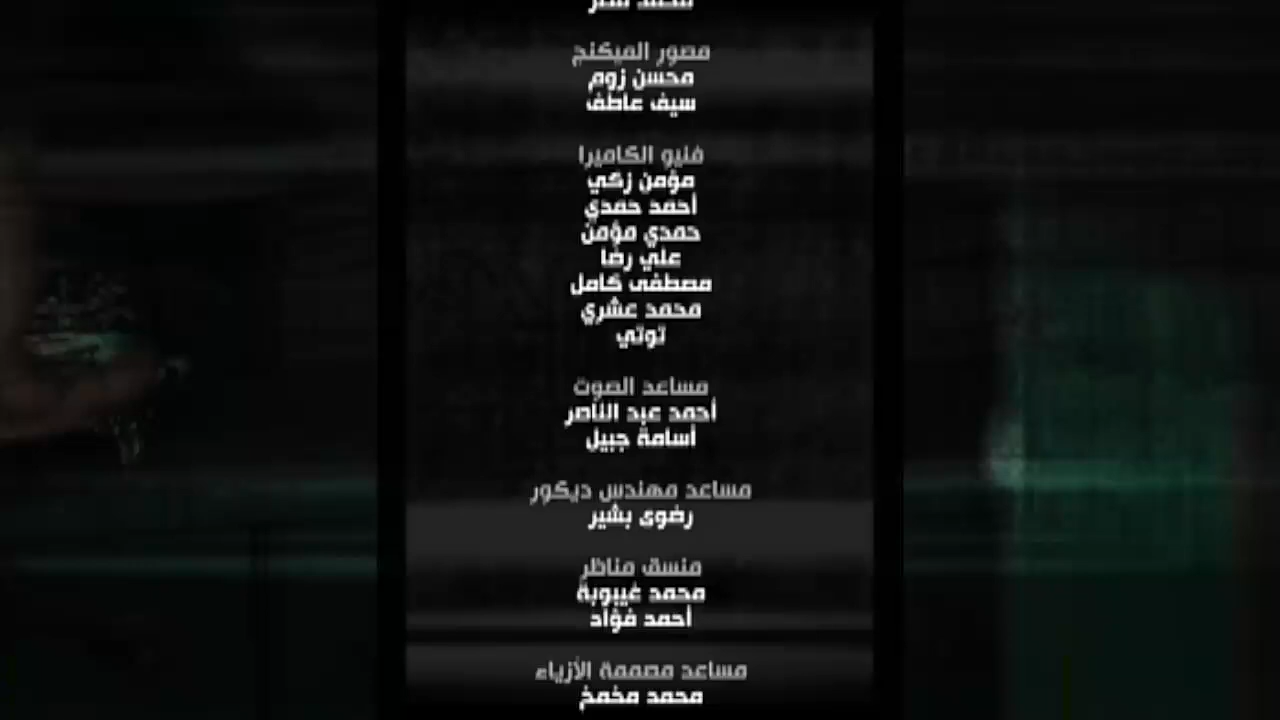 مصور الميكنج
محسن زووم
سيف عاطف
فنيو الكاميرا
مؤمن زكي
أحمد حمدي
حمدي مؤمن
علي رضا
مصطفى كامل
محمد عشري
توتي
مساعد الصوت
أحمد عبد الناصر
أسامة جبيل
مساعد مهندس ديكور
رضوى بشير
منسق مناظر
محمد غيبوبة
أحمد فؤاد
مساعد مصممة الأزياء
محمد مخمخ